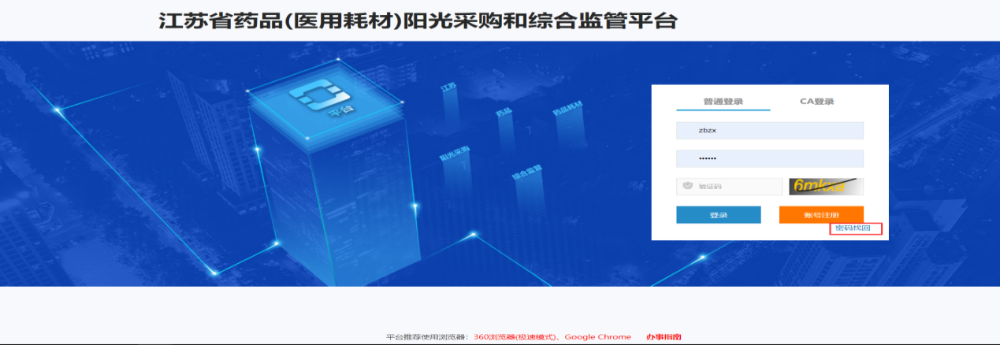 江苏省药品(医用耗材)阳光采购和综合监管平台
平台
江苏
药品
药品耗材
阳光采购
综合监管
普通登录 CA登录
zbzx
••••••
验证码
登录 账号注册
密码找回
平台推荐使用浏览器：360浏览器(极速模式)、Google Chrome 办事指南